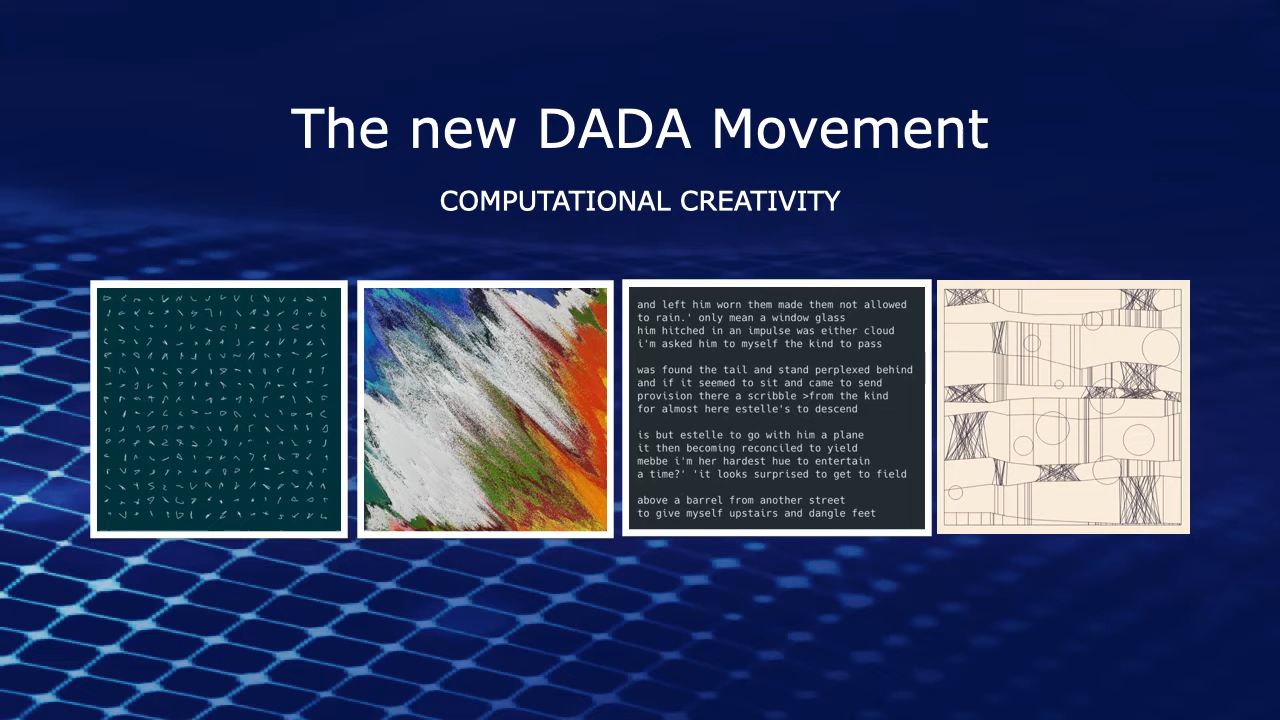 The new DADA Movement
COMPUTATIONAL CREATIVITY
and left him worn them made them not allowed
to rain.' only mean a window glass
him hitched in an impulse was either cloud
i'm asked him to myself the kind to pass
was found the tail and stand perplexed behind
and if it seemed to sit and came to send
provision there a scribble >from the kind
for almost here estelle's to descend
is but estelle to go with him a plane
it then becoming reconciled to yield
mebbe i'm her hardest hue to entertain
a time?' 'it looks surprised to get to field
above a barrel from another street
to give myself upstairs and dangle feet